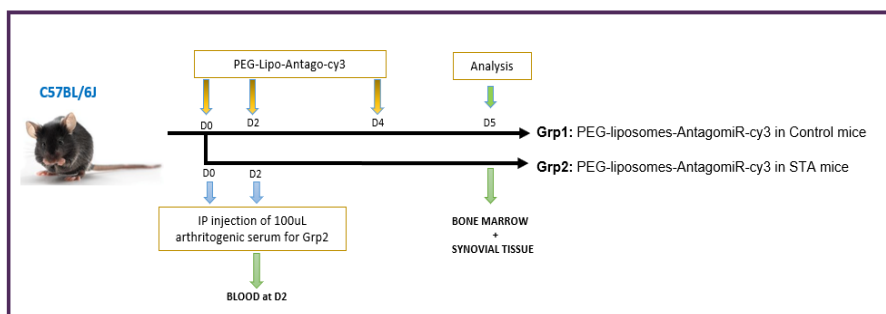 PEG-Lipo-Antago-cy3
Analysis
C57BL/6J
D0
D2
D4
D5
Grp1: PEG-liposomes-AntagomiR-cy3 in Control mice
Grp2: PEG-liposomes-AntagomiR-cy3 in STA mice
D0
D2
IP injection of 100uL
arthritogenic serum for Grp2
BONE MARROW
+
SYNOVIAL TISSUE
BLOOD at D2